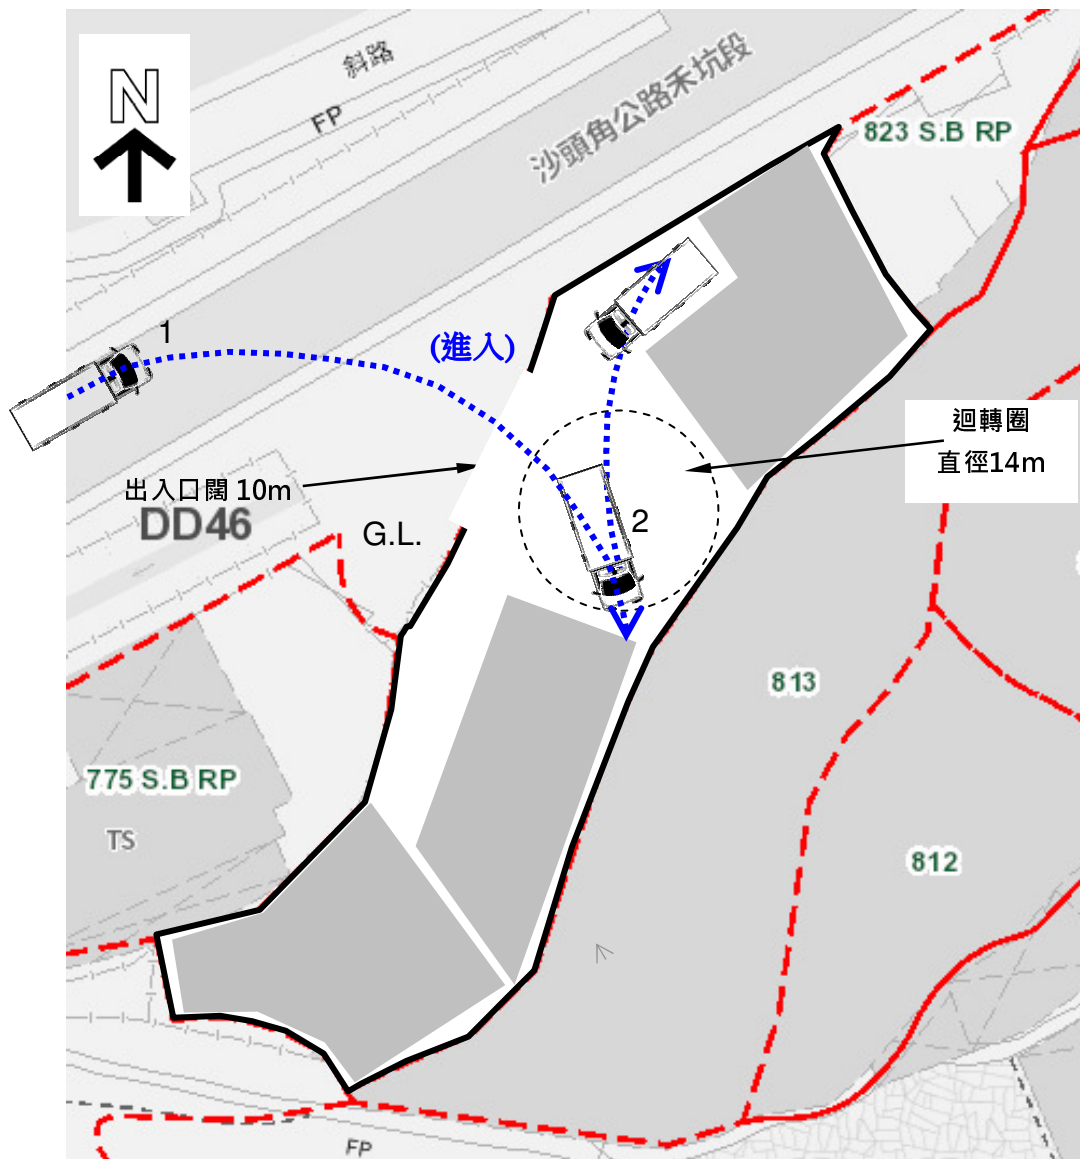 斜路
N
FP
沙頭角公路禾坑段
823 S.B RP
1
(進入)
迴轉圈
直徑14m
出入口闊 10m
DD46
G.L.
2
813
775 S.B RP
TS
812
FP